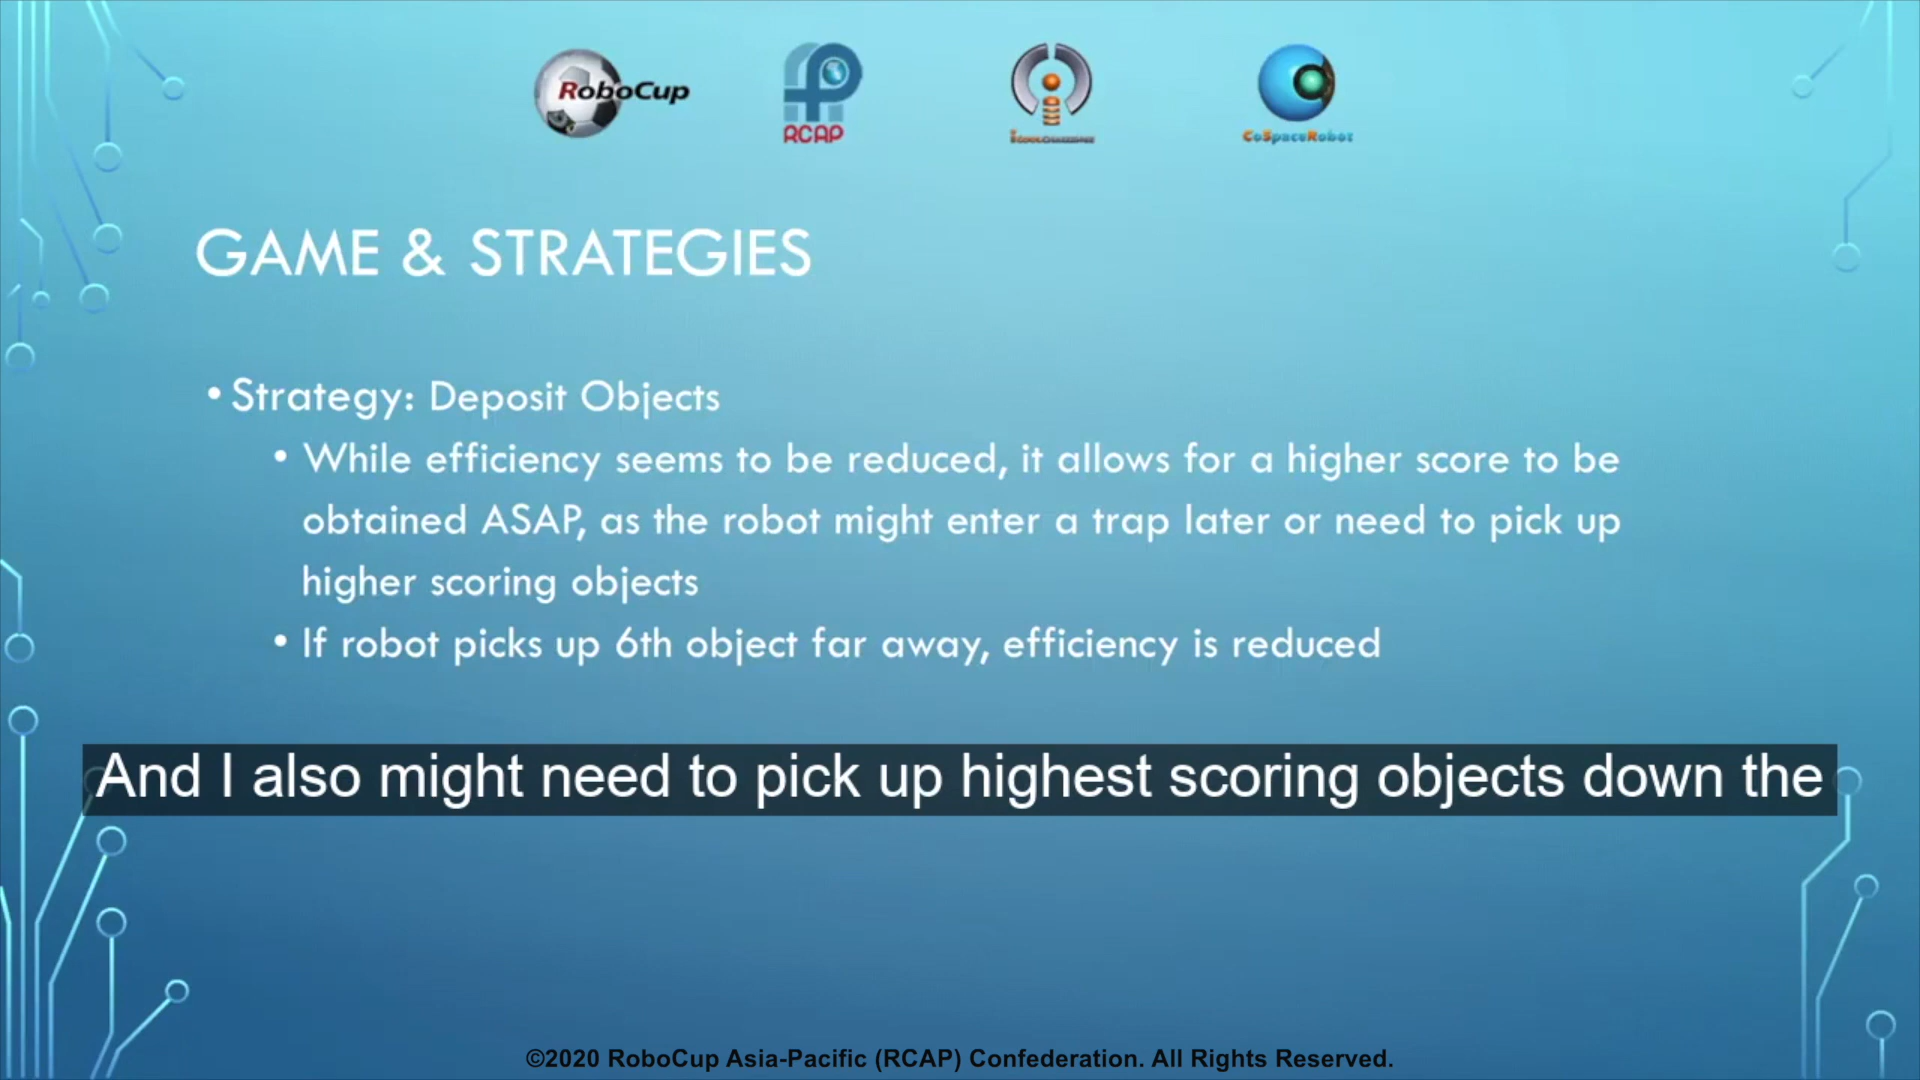 RoboCup
RCAP
CoSpaceRobot
GAME & STRATEGIES
• Strategy: Deposit Objects
• While efficiency seems to be reduced, it allows for a higher score to be
obtained ASAP, as the robot might enter a trap later or need to pick up
higher scoring objects
• If robot picks up 6th object far away, efficiency is reduced
And I also might need to pick up highest scoring objects down the
©2020 RoboCup Asia-Pacific (RCAP) Confederation. All Rights Reserved.